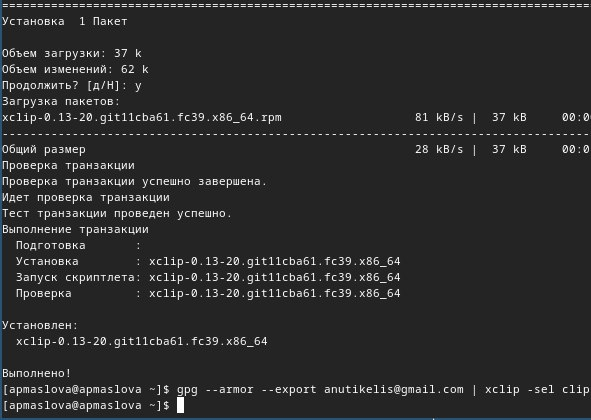 ================================================================================
Установка  1 Пакет
Объем загрузки: 37 k
Объем изменений: 62 k
Продолжить? [д/Н]: y
Загрузка пакетов:
xclip-0.13-20.git11cba61.fc39.x86_64.rpm                    81 kB/s |  37 kB     00:0
--------------------------------------------------------------------------------
Общий размер                                                28 kB/s |  37 kB     00:0
Проверка транзакции
Проверка транзакции успешно завершена.
Идет проверка транзакции
Тест транзакции проведен успешно.
Выполнение транзакции
  Подготовка       :
  Установка        : xclip-0.13-20.git11cba61.fc39.x86_64
  Запуск скриптлета: xclip-0.13-20.git11cba61.fc39.x86_64
  Проверка         : xclip-0.13-20.git11cba61.fc39.x86_64
Установлен:
  xclip-0.13-20.git11cba61.fc39.x86_64
Выполнено!
[apmaslova@apmaslova ~]$ gpg --armor --export anutikelis@gmail.com | xclip -sel clip
[apmaslova@apmaslova ~]$